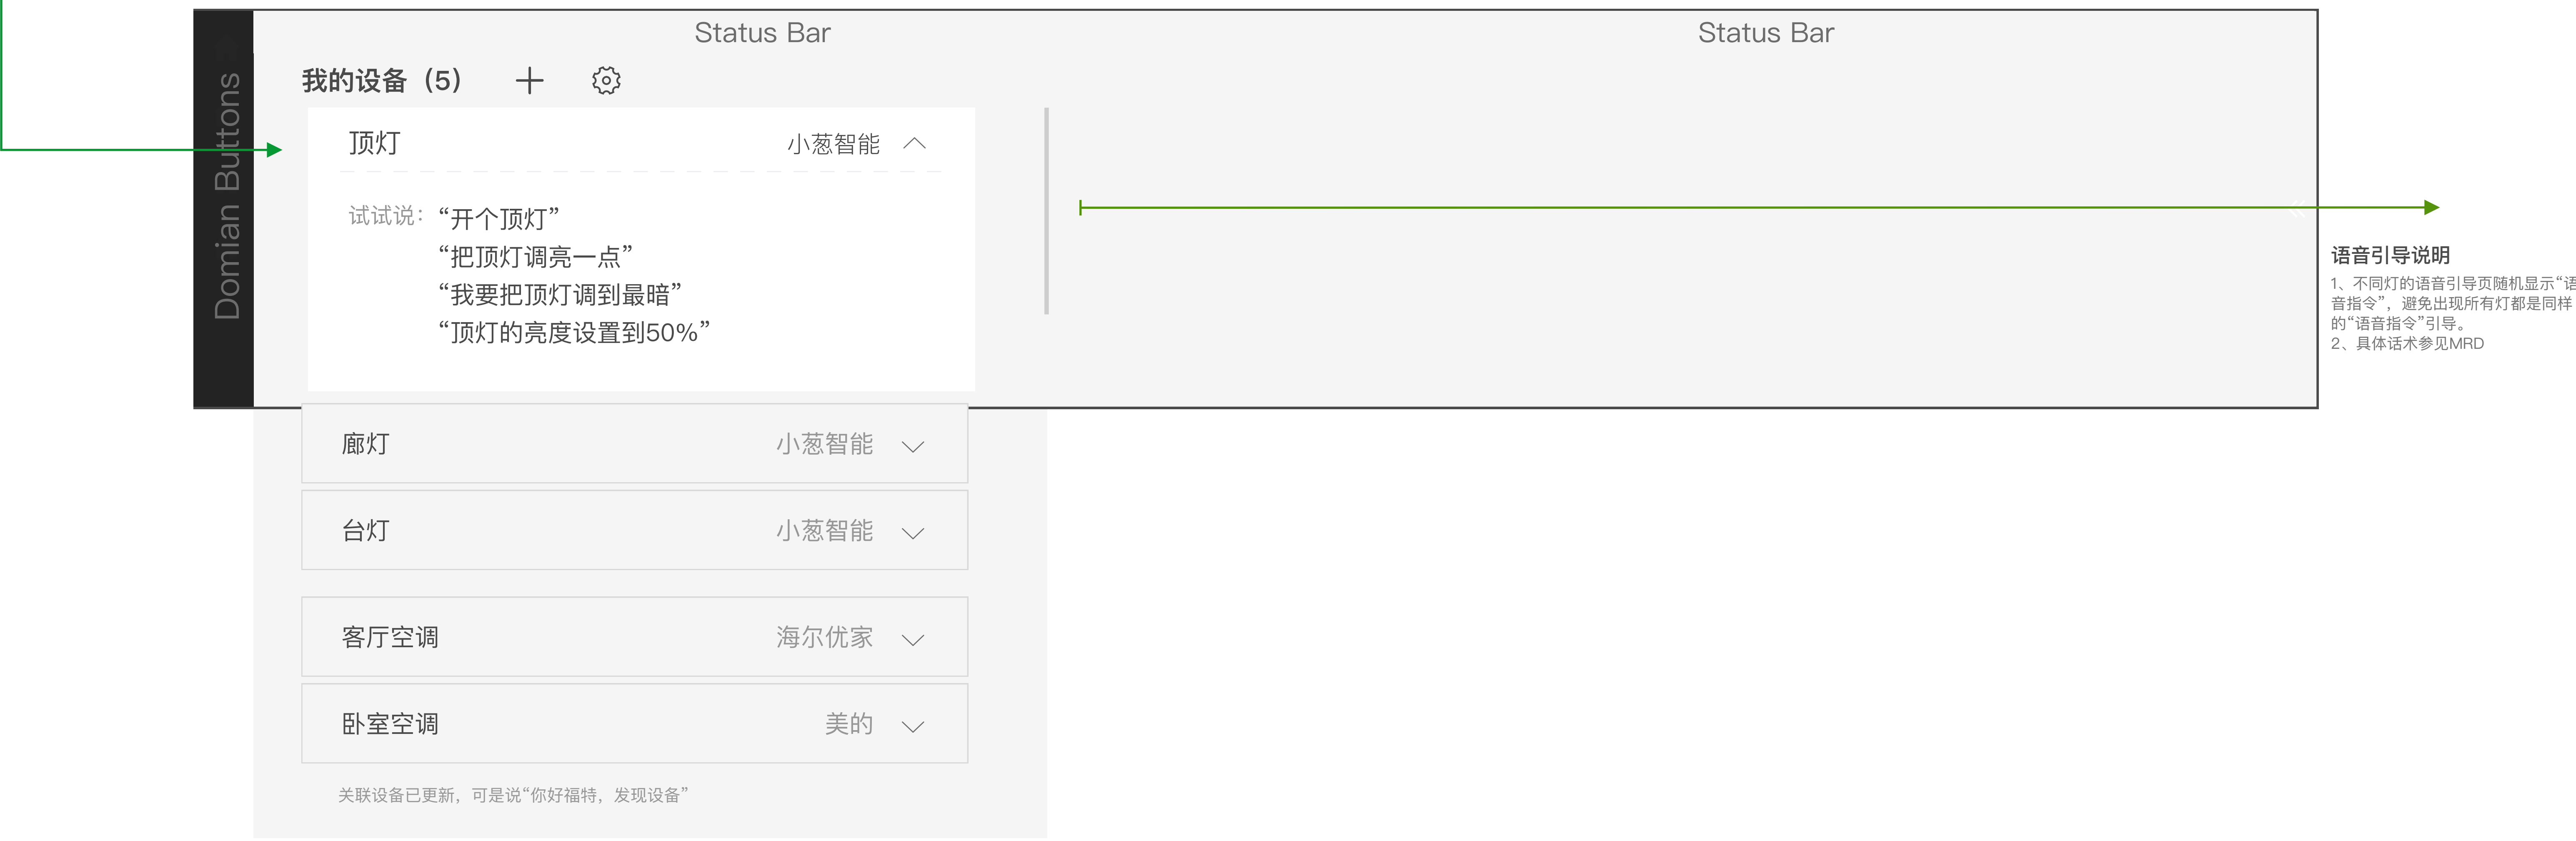 Status Bar
Status Bar
Domian Buttons
我的设备（5）
顶灯
小葱智能
试试说：
“开个顶灯”
“把顶灯调亮一点”
“我要把顶灯调到最暗”
“顶灯的亮度设置到50%”
语音引导说明
1、不同灯的语音引导页随机显示“语
音指令”，避免出现所有灯都是同样
的“语音指令”引导。
2、具体话术参见MRD
廊灯
小葱智能
台灯
小葱智能
客厅空调
海尔优家
卧室空调
美的
关联设备已更新，可是说“你好福特，发现设备”